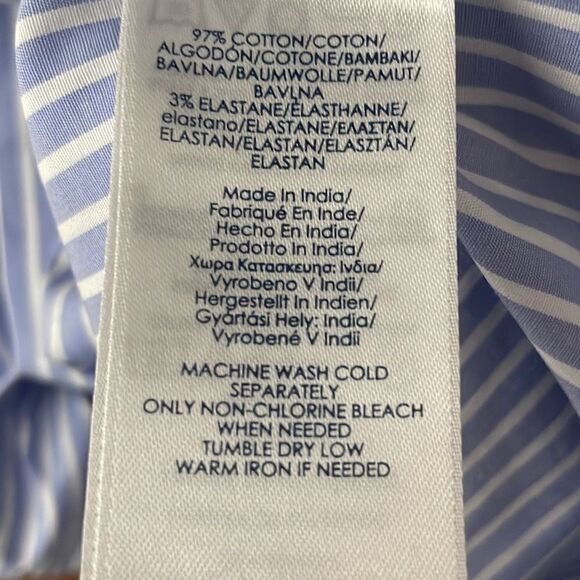 97% COTTON/COTON/
ALGODÓN/COTONE/BAMBAKI/
BAVLNA/BAUMWOLLE/PAMUT/
BAVLNA
3% ELASTANE/ÉLASTHANNE/
elastano/ELASTANE/ΕΛΑΣΤΑΝ/
ELASTAN/ELASTAN/ELASZTÁN/
ELASTAN
Made In India/
Fabriqué En Inde/
Hecho En India/
Prodotto In India/
Χωρα Κατασκευησ: Ινδια/
Vyrobeno V Indii/
Hergestellt In Indien/
Gyártási Hely: India/
Vyrobené V Indii
MACHINE WASH COLD
SEPARATELY
ONLY NON-CHLORINE BLEACH
WHEN NEEDED
TUMBLE DRY LOW
WARM IRON IF NEEDED